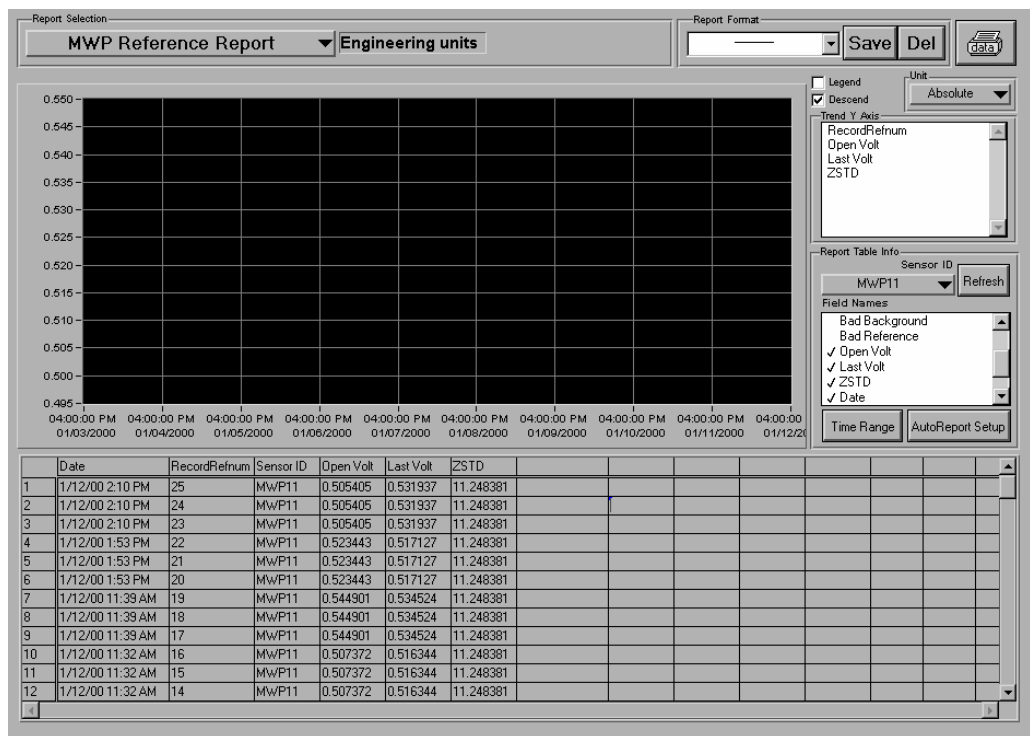 Report Selection
MWP Reference Report Engineering units
Report Format
Save Del data
Legend
Descend
Unit
Absolute
Trend Y Axis
RecordRefnum
Open Volt
Last Volt
ZSTD
0.550
0.545
0.540
0.535
0.530
0.525
0.520
0.515
0.510
0.505
0.500
0.495
04:00:00 PM 04:00:00 PM 04:00:00 PM 04:00:00 PM 04:00:00 PM 04:00:00 PM 04:00:00 PM 04:00:00 PM 04:00:00 PM 04:00:00
01/03/2000 01/04/2000 01/05/2000 01/06/2000 01/07/2000 01/08/2000 01/09/2000 01/10/2000 01/11/2000 01/12/20
Report Table Info
Sensor ID
MWP11 Refresh
Field Names
Bad Background
Bad Reference
✓ Open Volt
✓ Last Volt
✓ ZSTD
✓ Date
Time Range AutoReport Setup
Date RecordRefnum Sensor ID Open Volt Last Volt ZSTD
1 1/12/00 2:10 PM 25 MWP11 0.505405 0.531937 11.248381
2 1/12/00 2:10 PM 24 MWP11 0.505405 0.531937 11.248381
3 1/12/00 2:10 PM 23 MWP11 0.505405 0.531937 11.248381
4 1/12/00 1:53 PM 22 MWP11 0.523443 0.517127 11.248381
5 1/12/00 1:53 PM 21 MWP11 0.523443 0.517127 11.248381
6 1/12/00 1:53 PM 20 MWP11 0.523443 0.517127 11.248381
7 1/12/00 11:39 AM 19 MWP11 0.544901 0.534524 11.248381
8 1/12/00 11:39 AM 18 MWP11 0.544901 0.534524 11.248381
9 1/12/00 11:39 AM 17 MWP11 0.544901 0.534524 11.248381
10 1/12/00 11:32 AM 16 MWP11 0.507372 0.516344 11.248381
11 1/12/00 11:32 AM 15 MWP11 0.507372 0.516344 11.248381
12 1/12/00 11:32 AM 14 MWP11 0.507372 0.516344 11.248381